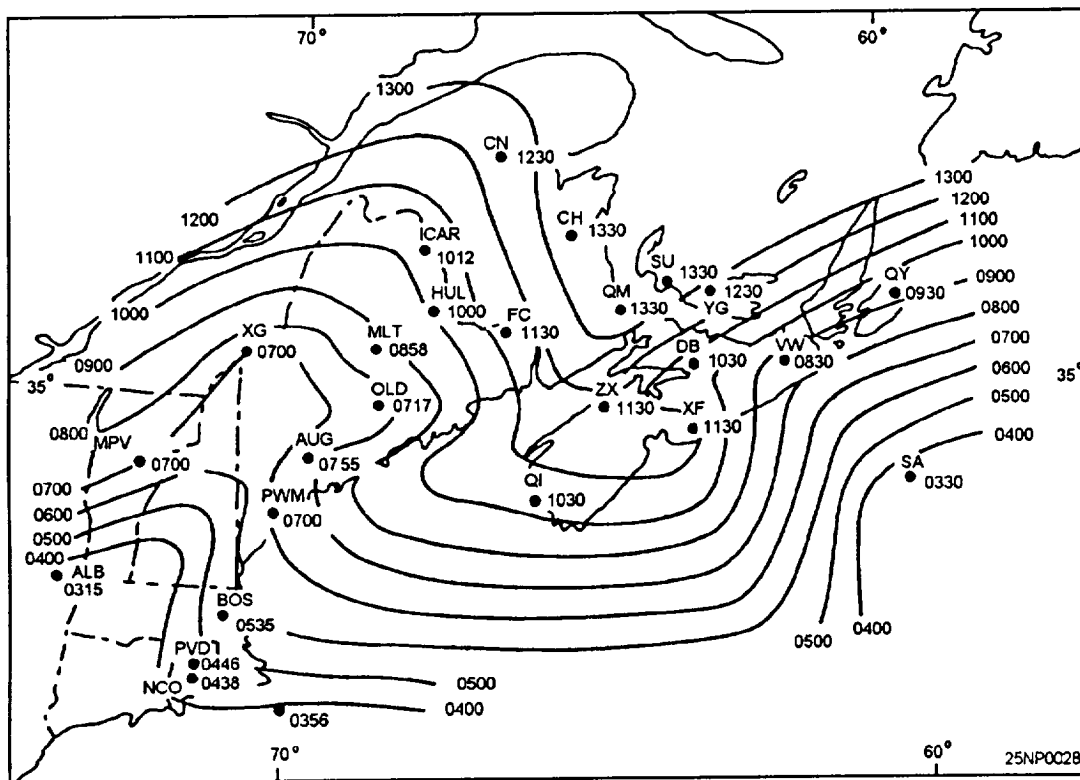 70°
60°
1300
CN
1230
1300
1200
1200
1100
CH
1330
1000
ICAR
1012
1100
SU
1330
QY
0930
0900
1000
HUL
1000
QM
1330
1230
YG
0800
FC
1130
XG
0700
MLT
0858
DB
1030
VW
0830
0700
0900
35°
35°
0600
OLD
0717
ZX
1130
XF
1130
0500
0800
MPV
0700
AUG
0755
0400
SA
0330
0700
QI
1030
0600
PWM
0700
0500
0400
ALB
0315
BOS
0535
0400
0500
PVD
0446
0438
NCO
0500
0400
0356
70°
60°
25NP0028